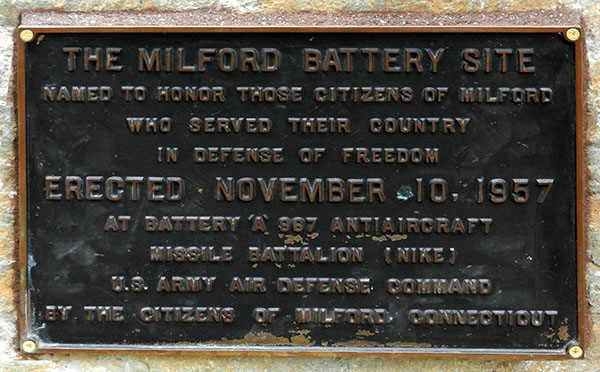 THE MILFORD BATTERY SITE
NAMED TO HONOR THOSE CITIZENS OF MILFORD
WHO SERVED THEIR COUNTRY
IN DEFENSE OF FREEDOM
ERECTED NOVEMBER 10, 1957
AT BATTERY 'A' 967 ANTIAIRCRAFT
MISSILE BATTALION (NIKE)
U.S. ARMY AIR DEFENSE COMMAND
BY THE CITIZENS OF MILFORD, CONNECTICUT